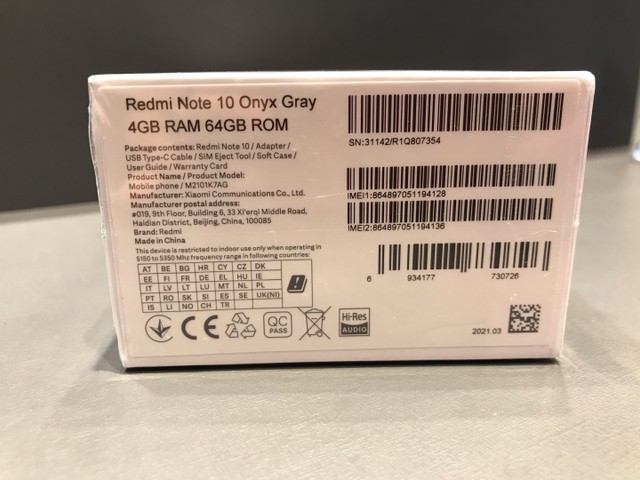 Redmi Note 10 Onyx Gray
4GB RAM 64GB ROM
Package contents: Redmi Note 10 / Adapter /
USB Type-C Cable / SIM Eject Tool / Soft Case /
User Guide / Warranty Card
Product Name / Product Model:
Mobile phone / M2101K7AG
Manufacturer: Xiaomi Communications Co., Ltd.
Manufacturer postal address:
#019, 9th Floor, Building 6, 33 Xi'erqi Middle Road,
Haidian District, Beijing, China, 100085
Brand: Redmi
Made in China
This device is restricted to indoor use only when operating in
5150 to 5350 Mhz frequency range in following countries:
AT BE BG HR CY CZ DK
EE FI FR DE EL HU IE
IT LV LT LU MT NL PL
PT RO SK SI ES SE UK(NI)
IS LI NO CH TR
CE
QC
PASS
Hi-Res
AUDIO
SN:31142/R1Q807354
IMEI1:864897051194128
IMEI2:864897051194136
6 934177 730726
2021.03